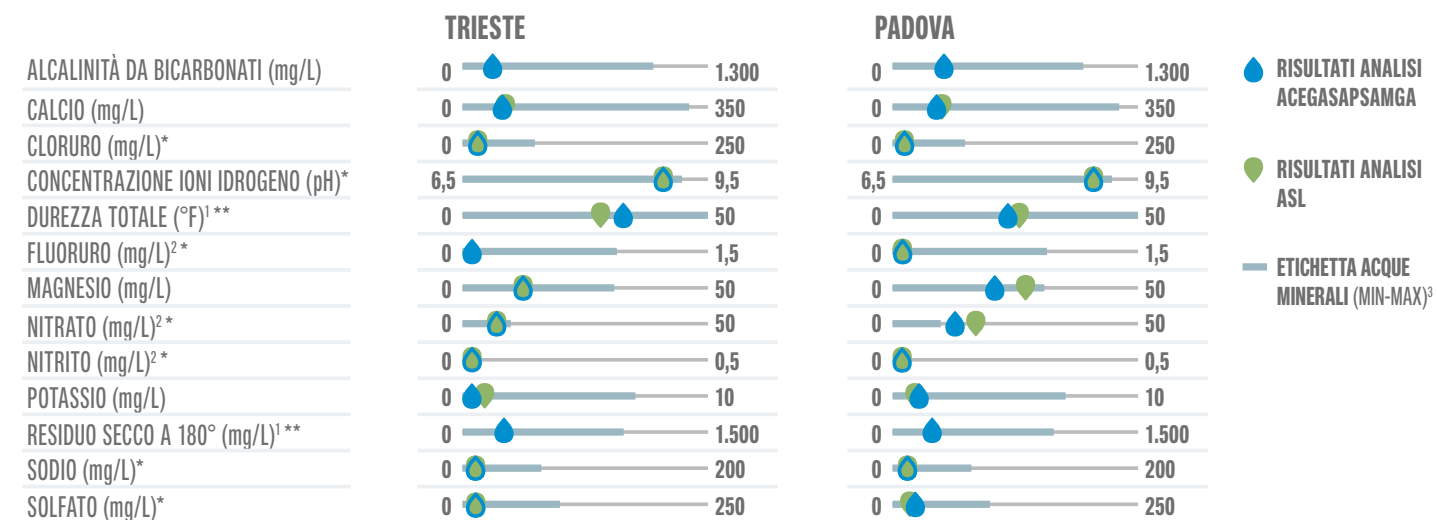 TRIESTE PADOVA
ALCALINITÀ DA BICARBONATI (mg/L) 0 1.300 0 1.300
CALCIO (mg/L) 0 350 0 350
CLORURO (mg/L)* 0 250 0 250
CONCENTRAZIONE IONI IDROGENO (pH)* 6,5 9,5 6,5 9,5
DUREZZA TOTALE (°F)¹ ** 0 50 0 50
FLUORURO (mg/L)² * 0 1,5 0 1,5
MAGNESIO (mg/L) 0 50 0 50
NITRATO (mg/L)² * 0 50 0 50
NITRITO (mg/L)² * 0 0,5 0 0,5
POTASSIO (mg/L) 0 10 0 10
RESIDUO SECCO A 180° (mg/L)¹ ** 0 1.500 0 1.500
SODIO (mg/L)* 0 200 0 200
SOLFATO (mg/L)* 0 250 0 250
RISULTATI ANALISI
ACEGASAPSAMGA
RISULTATI ANALISI
ASL
ETICHETTA ACQUE
MINERALI (MIN-MAX)³